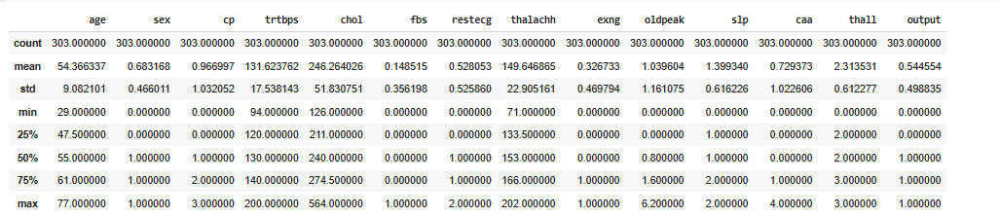 age sex cp trtbps chol fbs restecg thalachh exng oldpeak slp caa thall output
count 303.000000 303.000000 303.000000 303.000000 303.000000 303.000000 303.000000 303.000000 303.000000 303.000000 303.000000 303.000000 303.000000 303.000000
mean 54.366337 0.683168 0.966997 131.623762 246.264026 0.148515 0.528053 149.646865 0.326733 1.039604 1.399340 0.729373 2.313531 0.544554
std 9.082101 0.466011 1.032052 17.538143 51.830751 0.356198 0.525860 22.905161 0.469794 1.161075 0.616226 1.022606 0.612277 0.498835
min 29.000000 0.000000 0.000000 94.000000 126.000000 0.000000 0.000000 71.000000 0.000000 0.000000 0.000000 0.000000 0.000000 0.000000
25% 47.500000 0.000000 0.000000 120.000000 211.000000 0.000000 0.000000 133.500000 0.000000 0.000000 1.000000 0.000000 2.000000 0.000000
50% 55.000000 1.000000 1.000000 130.000000 240.000000 0.000000 1.000000 153.000000 0.000000 0.800000 1.000000 0.000000 2.000000 1.000000
75% 61.000000 1.000000 2.000000 140.000000 274.500000 0.000000 1.000000 166.000000 1.000000 1.600000 2.000000 1.000000 3.000000 1.000000
max 77.000000 1.000000 3.000000 200.000000 564.000000 1.000000 2.000000 202.000000 1.000000 6.200000 2.000000 4.000000 3.000000 1.000000